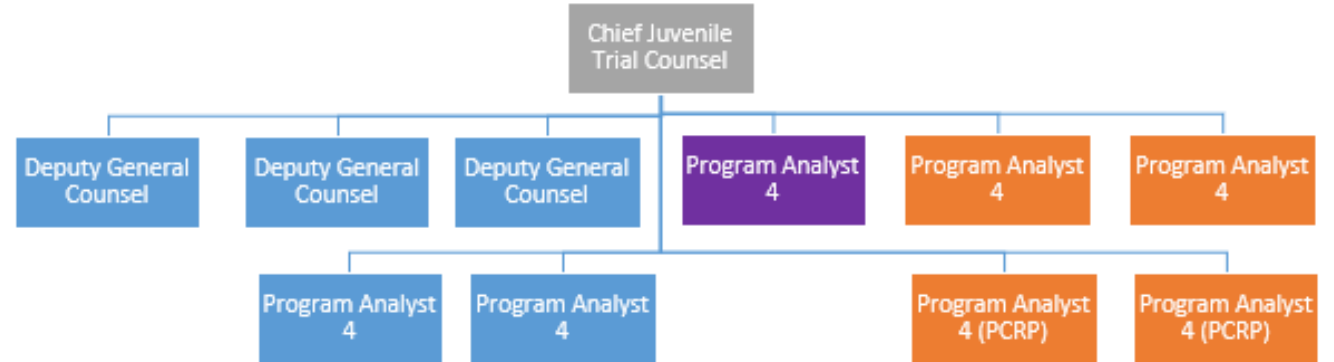 Chief Juvenile
Trial Counsel
Deputy General
Counsel
Deputy General
Counsel
Deputy General
Counsel
Program Analyst
4
Program Analyst
4
Program Analyst
4
Program Analyst
4
Program Analyst
4
Program Analyst
4 (PCRP)
Program Analyst
4 (PCRP)